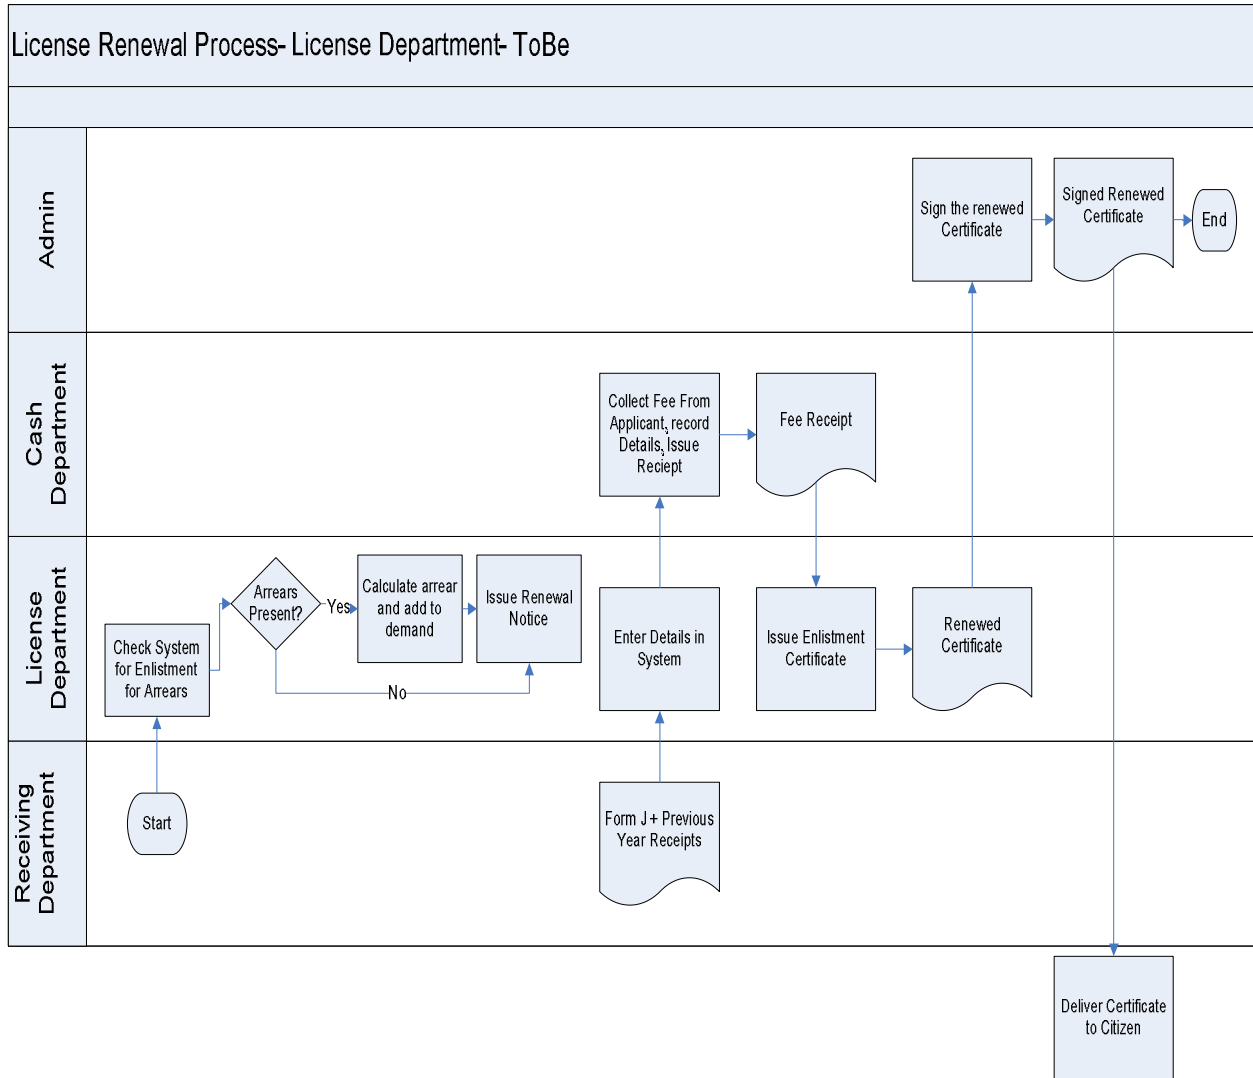 License Renewal Process- License Department- ToBe
Admin
Sign the renewed
Certificate
Signed Renewed
Certificate
End
Cash
Department
Collect Fee From
Applicant, record
Details, Issue
Reciept
Fee Receipt
License
Department
Check System
for Enlistment
for Arrears
Arrears
Present?
Yes
No
Calculate arrear
and add to
demand
Issue Renewal
Notice
Enter Details in
System
Issue Enlistment
Certificate
Renewed
Certificate
Receiving
Department
Start
Form J + Previous
Year Receipts
Deliver Certificate
to Citizen